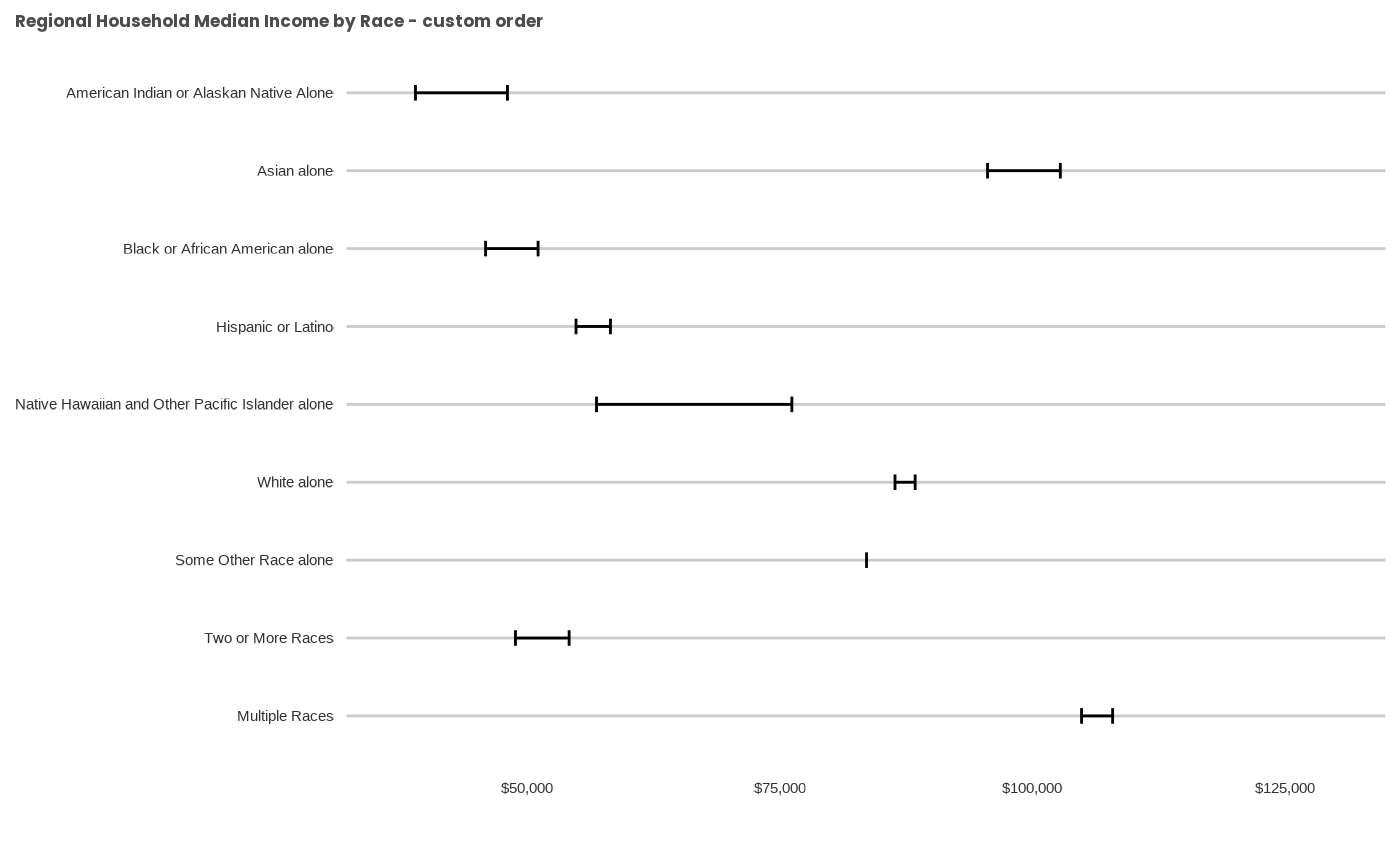 Regional Household Median Income by Race - custom order
American Indian or Alaskan Native Alone
Asian alone
Black or African American alone
Hispanic or Latino
Native Hawaiian and Other Pacific Islander alone
White alone
Some Other Race alone
Two or More Races
Multiple Races
$50,000 $75,000 $100,000 $125,000